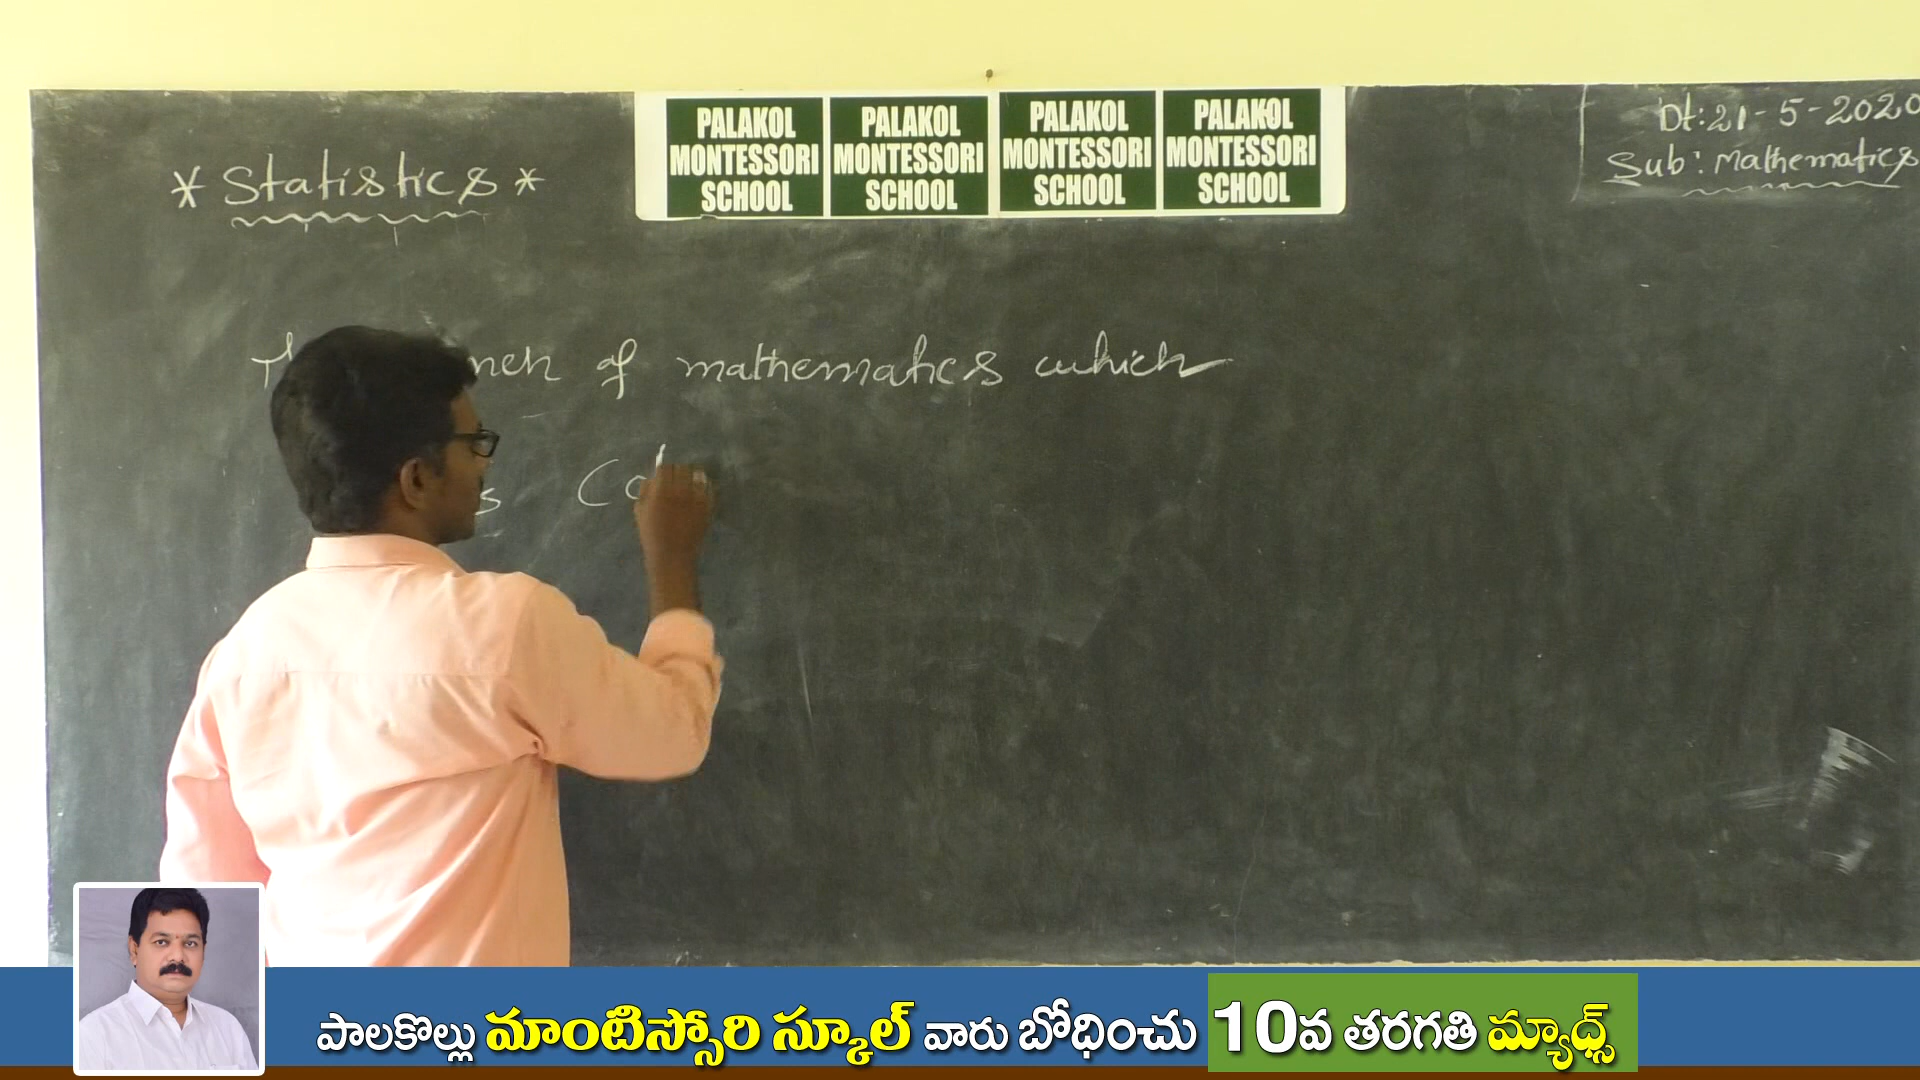 PALAKOL MONTESSORI SCHOOL
PALAKOL MONTESSORI SCHOOL
PALAKOL MONTESSORI SCHOOL
PALAKOL MONTESSORI SCHOOL
Dt: 21-5-2020
Sub: Mathematics
* Statistics *
of mathematics which
పాలకొల్లు మాంటిస్సోరి స్కూల్ వారు బోధించు 10వ తరగతి మ్యాథ్స్